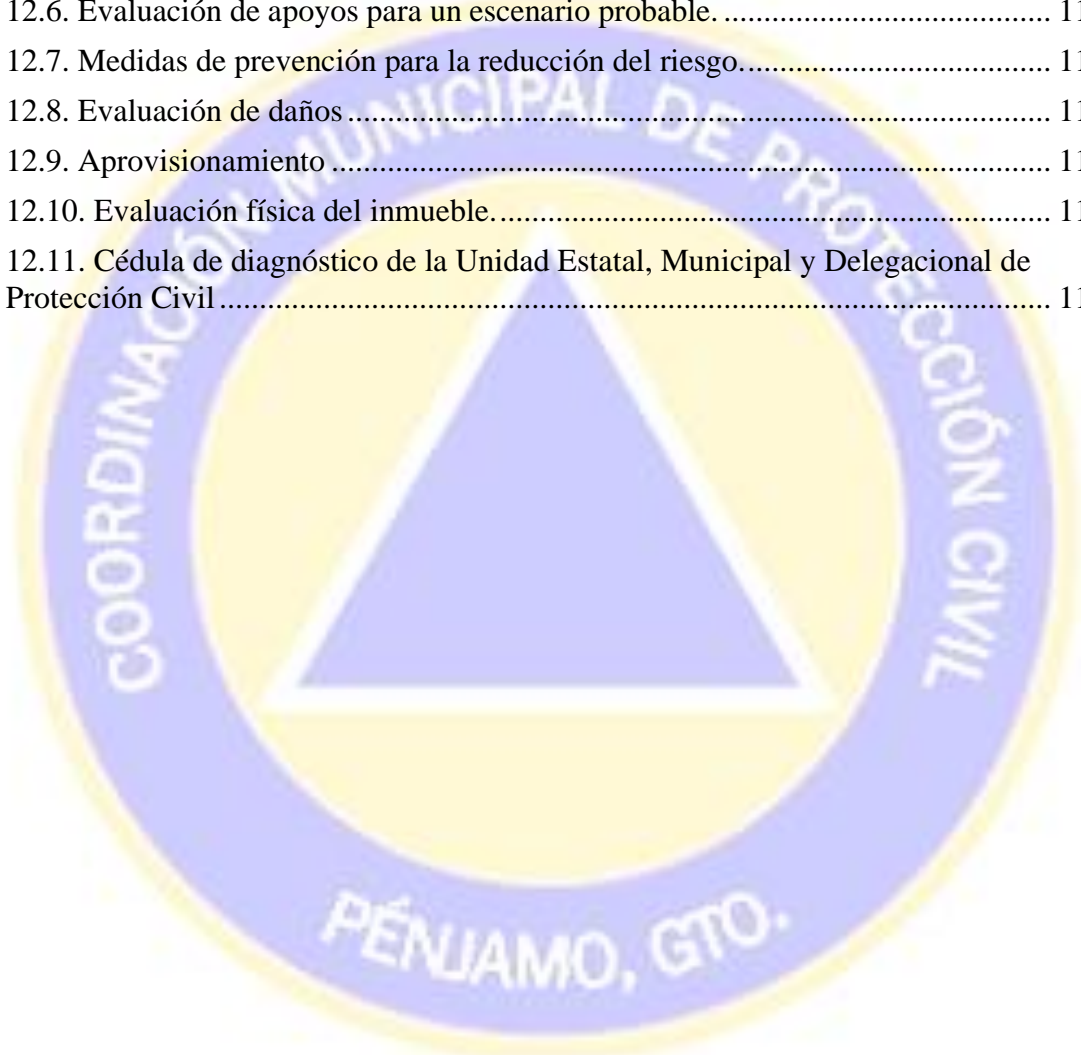 12.6. Evaluación de apoyos para un escenario probable. .................................... 11
12.7. Medidas de prevención para la reducción del riesgo.................................. 11
12.8. Evaluación de daños .................................................................................. 11
12.9. Aprovisionamiento .................................................................................... 11
12.10. Evaluación física del inmueble................................................................. 11
12.11. Cédula de diagnóstico de la Unidad Estatal, Municipal y Delegacional de
Protección Civil ................................................................................................. 11
COORDINACIÓN MUNICIPAL DE PROTECCIÓN CIVIL
PÉNJAMO, GTO.